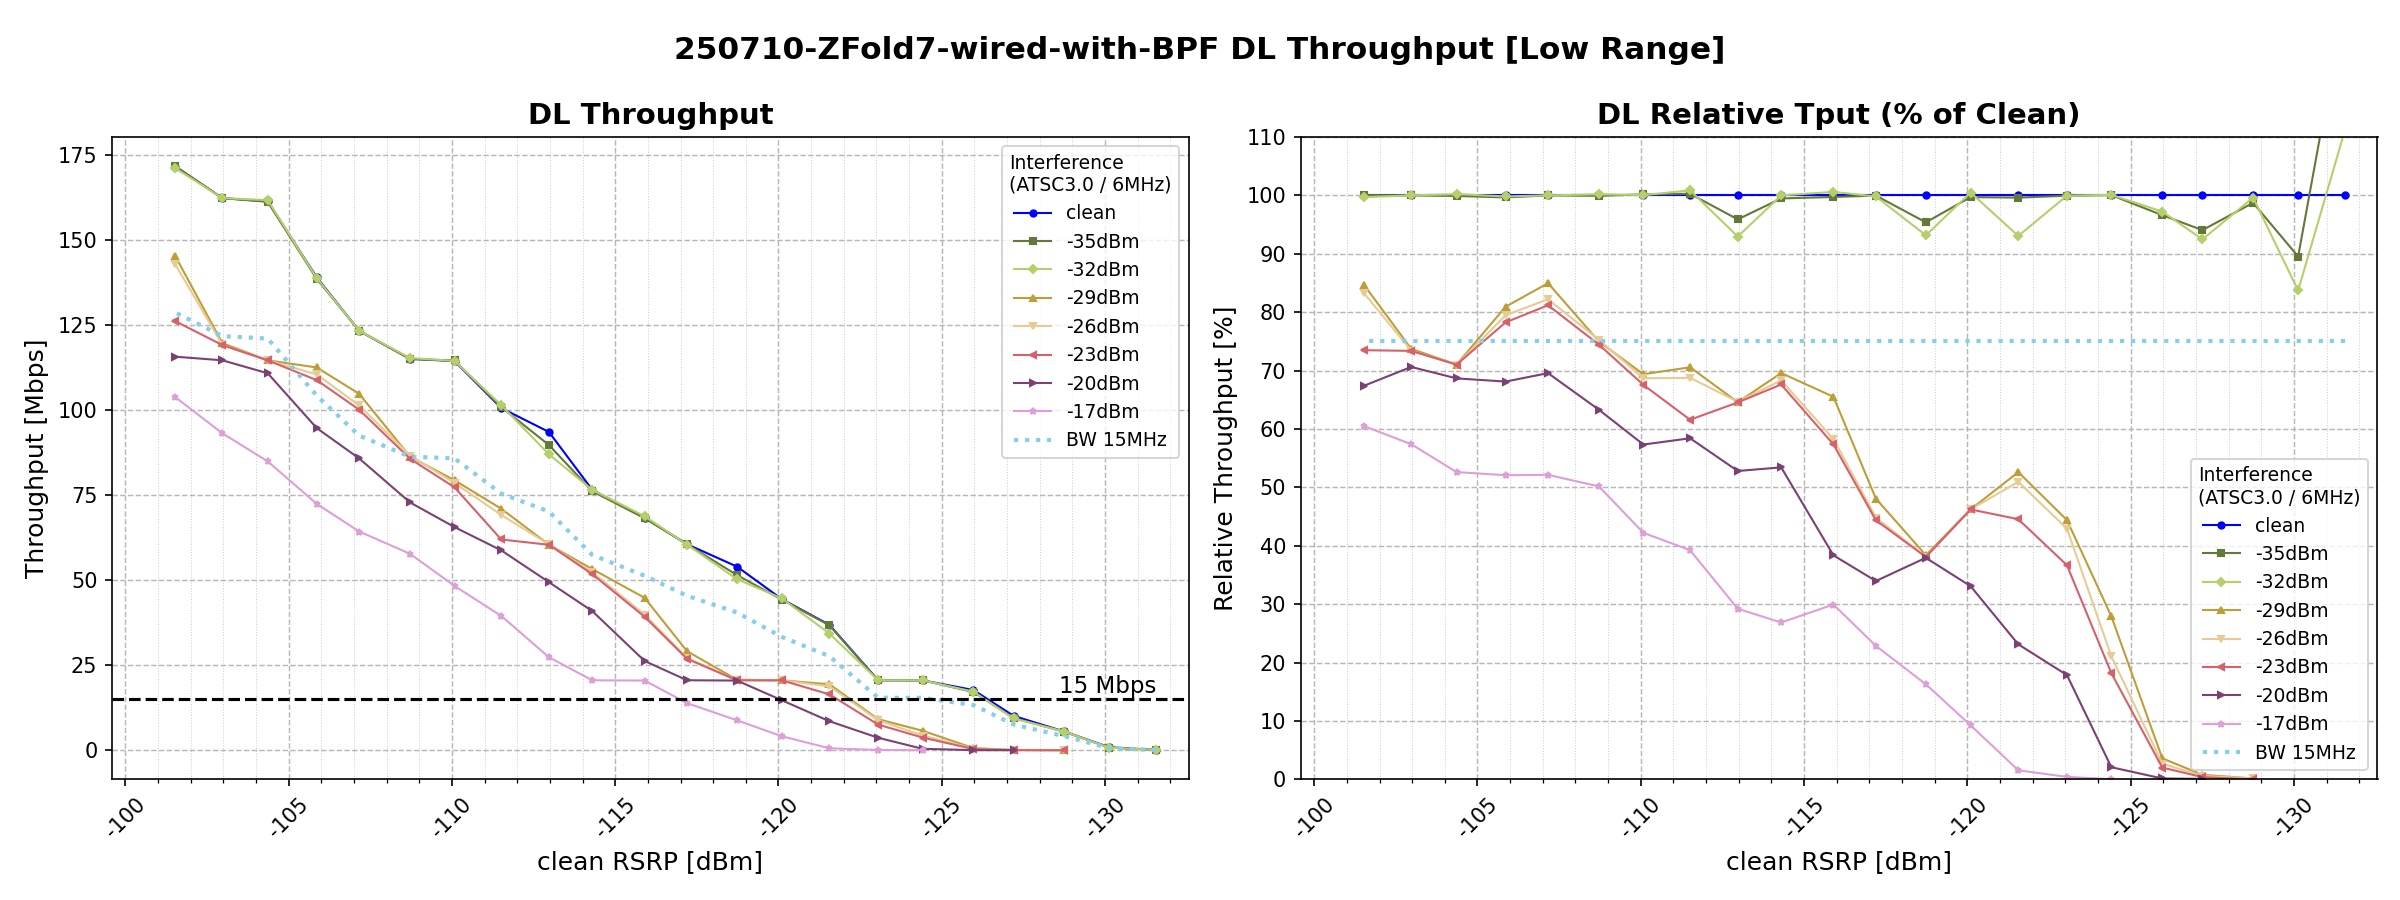 250710-ZFold7-wired-with-BPF DL Throughput [Low Range]
DL Throughput
Throughput [Mbps]
175
150
125
100
75
50
25
0
Interference
(ATSC3.0 / 6MHz)
clean
-35dBm
-32dBm
-29dBm
-26dBm
-23dBm
-20dBm
-17dBm
BW 15MHz
15 Mbps
-100
-105
-110
-115
-120
-125
-130
clean RSRP [dBm]
DL Relative Tput (% of Clean)
Relative Throughput [%]
110
100
90
80
70
60
50
40
30
20
10
0
Interference
(ATSC3.0 / 6MHz)
clean
-35dBm
-32dBm
-29dBm
-26dBm
-23dBm
-20dBm
-17dBm
BW 15MHz
-100
-105
-110
-115
-120
-125
-130
clean RSRP [dBm]